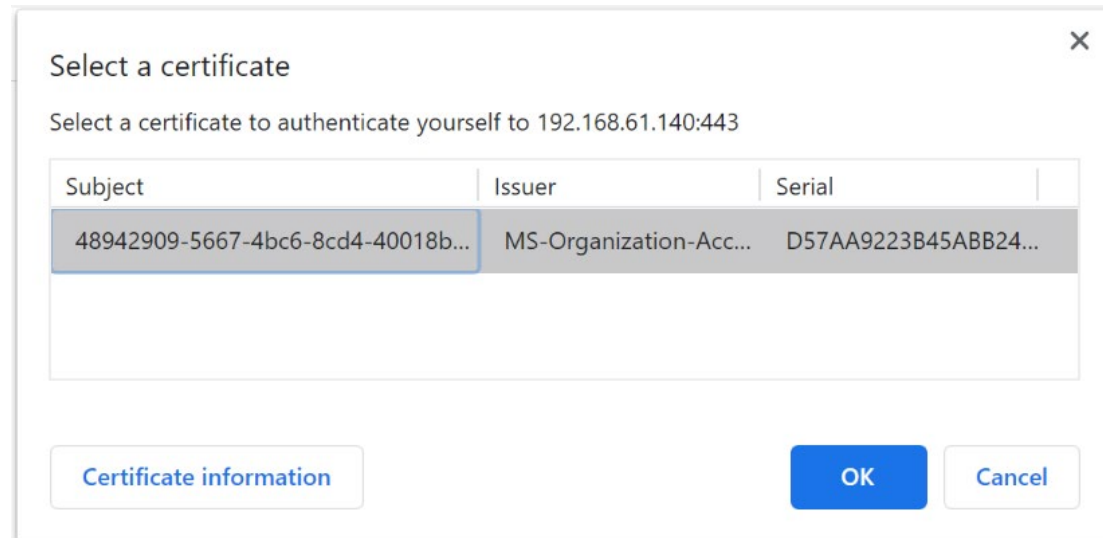 Select a certificate
Select a certificate to authenticate yourself to 192.168.61.140:443
Subject Issuer Serial
48942909-5667-4bc6-8cd4-40018b... MS-Organization-Acc... D57AA9223B45ABB24...
Certificate information OK Cancel